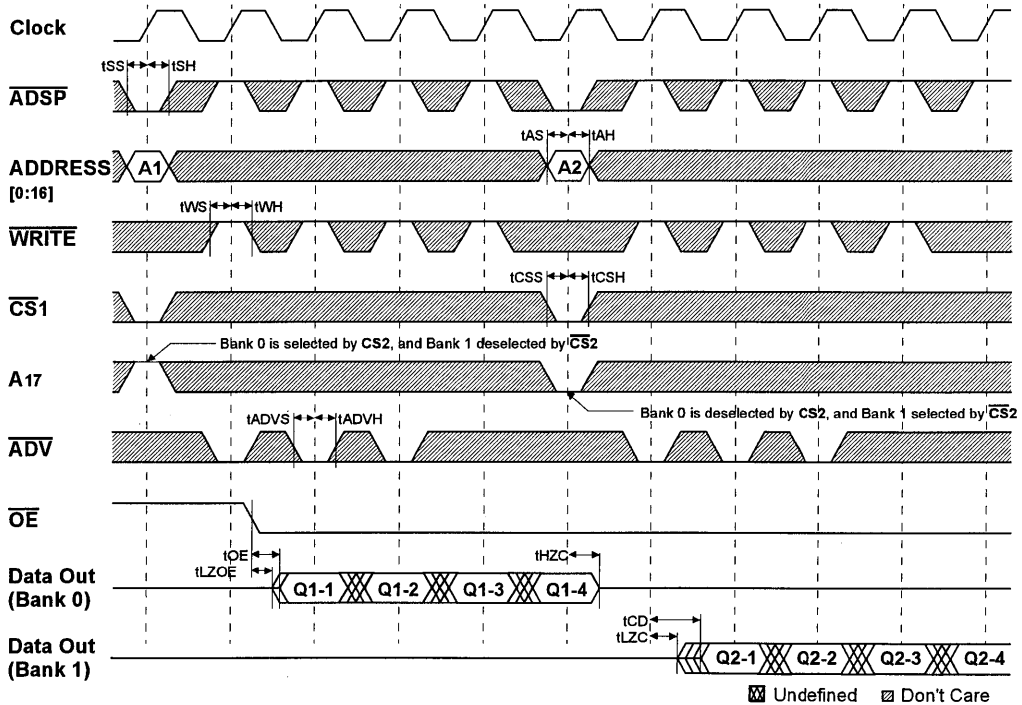 Clock
tSS tSH
ADSP
tAS tAH
ADDRESS A1 A2
[0:16]
tWS tWH
WRITE
tCSS tCSH
CS1
Bank 0 is selected by CS2, and Bank 1 deselected by CS2
A17
Bank 0 is deselected by CS2, and Bank 1 selected by CS2
tADVS tADVH
ADV
OE
tOE tHZC
tLZOE
Data Out
(Bank 0)
Q1-1 Q1-2 Q1-3 Q1-4
tCD
tLZC
Data Out
(Bank 1)
Q2-1 Q2-2 Q2-3 Q2-4
Undefined Don't Care